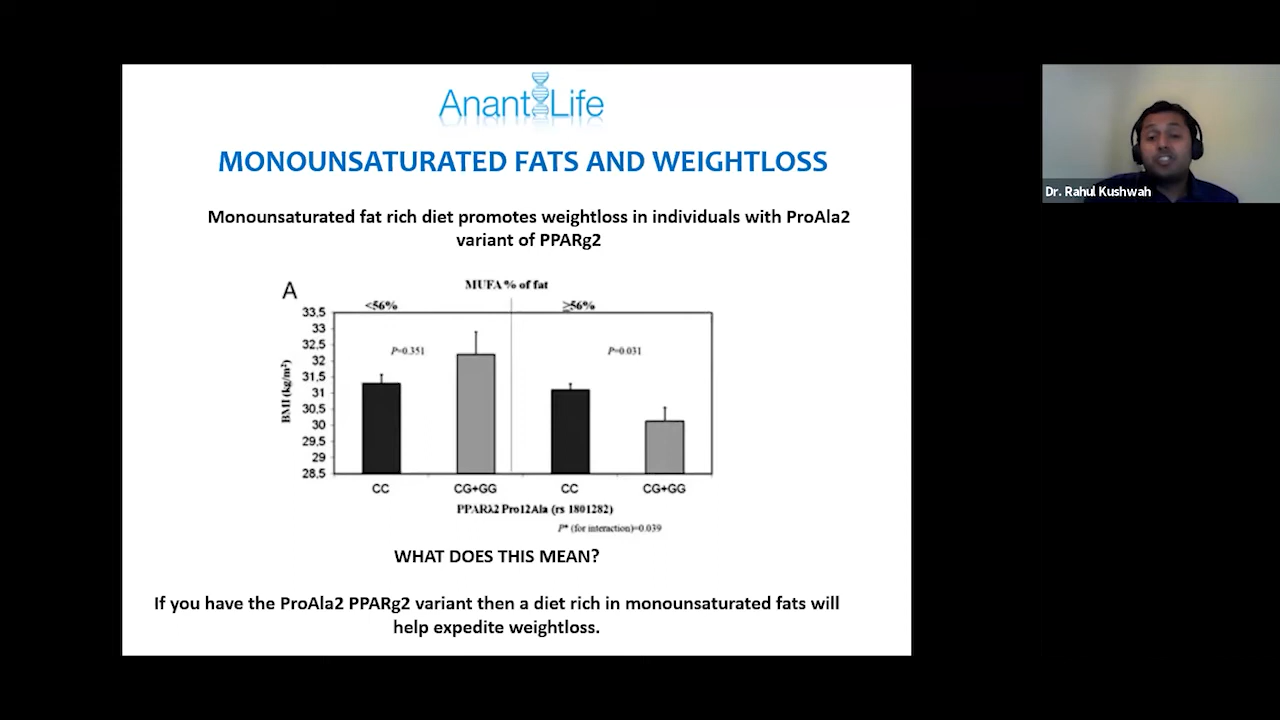 Anant Life
MONOUNSATURATED FATS AND WEIGHTLOSS
Monounsaturated fat rich diet promotes weightloss in individuals with ProAla2
variant of PPARg2
A
MUFA % of fat
<56%
≥56%
33,5
33
32,5
32
31,5
31
30,5
30
29,5
29
28,5
BMI (kg/m²)
P=0.351
P=0.031
CC
CG+GG
CC
CG+GG
PPARλ2 Pro12Ala (rs 1801282)
P* (for interaction)=0.039
WHAT DOES THIS MEAN?
If you have the ProAla2 PPARg2 variant then a diet rich in monounsaturated fats will
help expedite weightloss.
Dr. Rahul Kushwah